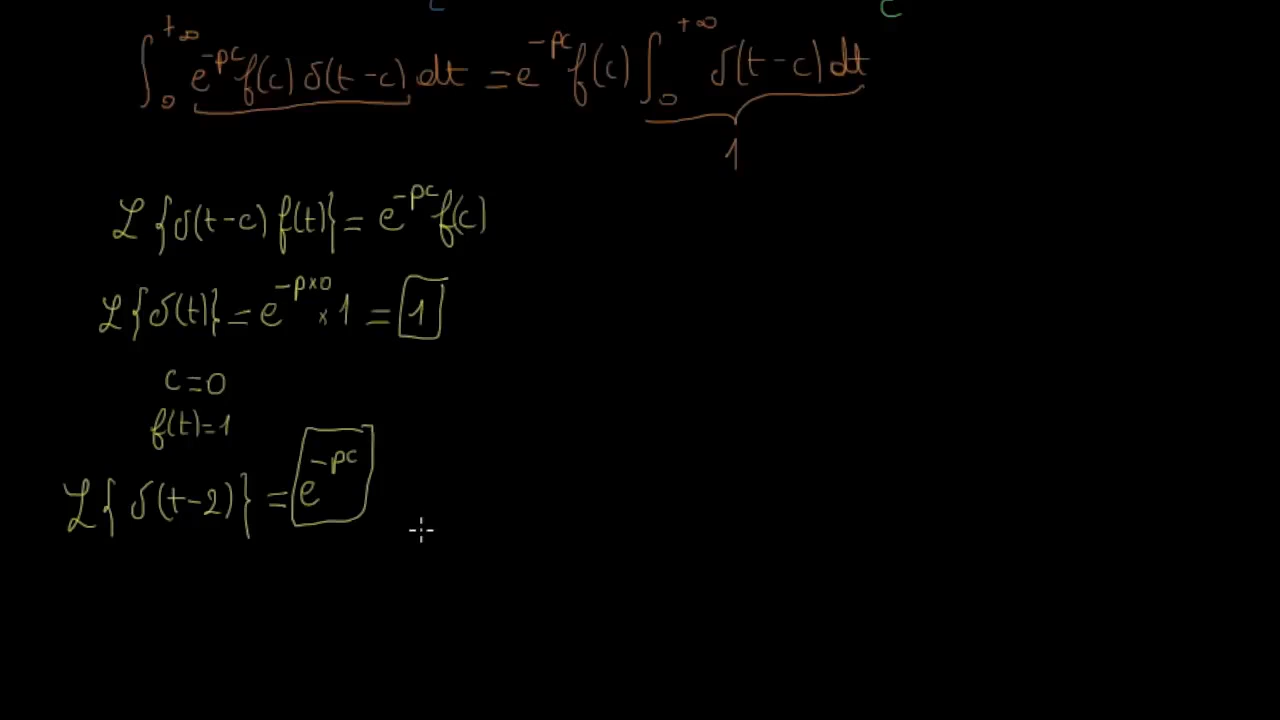 c c
∫₀^{+∞} e^{-pc} f(c) δ(t-c) dt = e^{-pc} f(c) ∫₀^{+∞} δ(t-c) dt
1
ℒ{δ(t-c) f(t)} = e^{-pc} f(c)
ℒ{δ(t)} = e^{-p×0} × 1 = 1
c = 0
f(t)=1
ℒ{δ(t-2)} = e^{-pc}